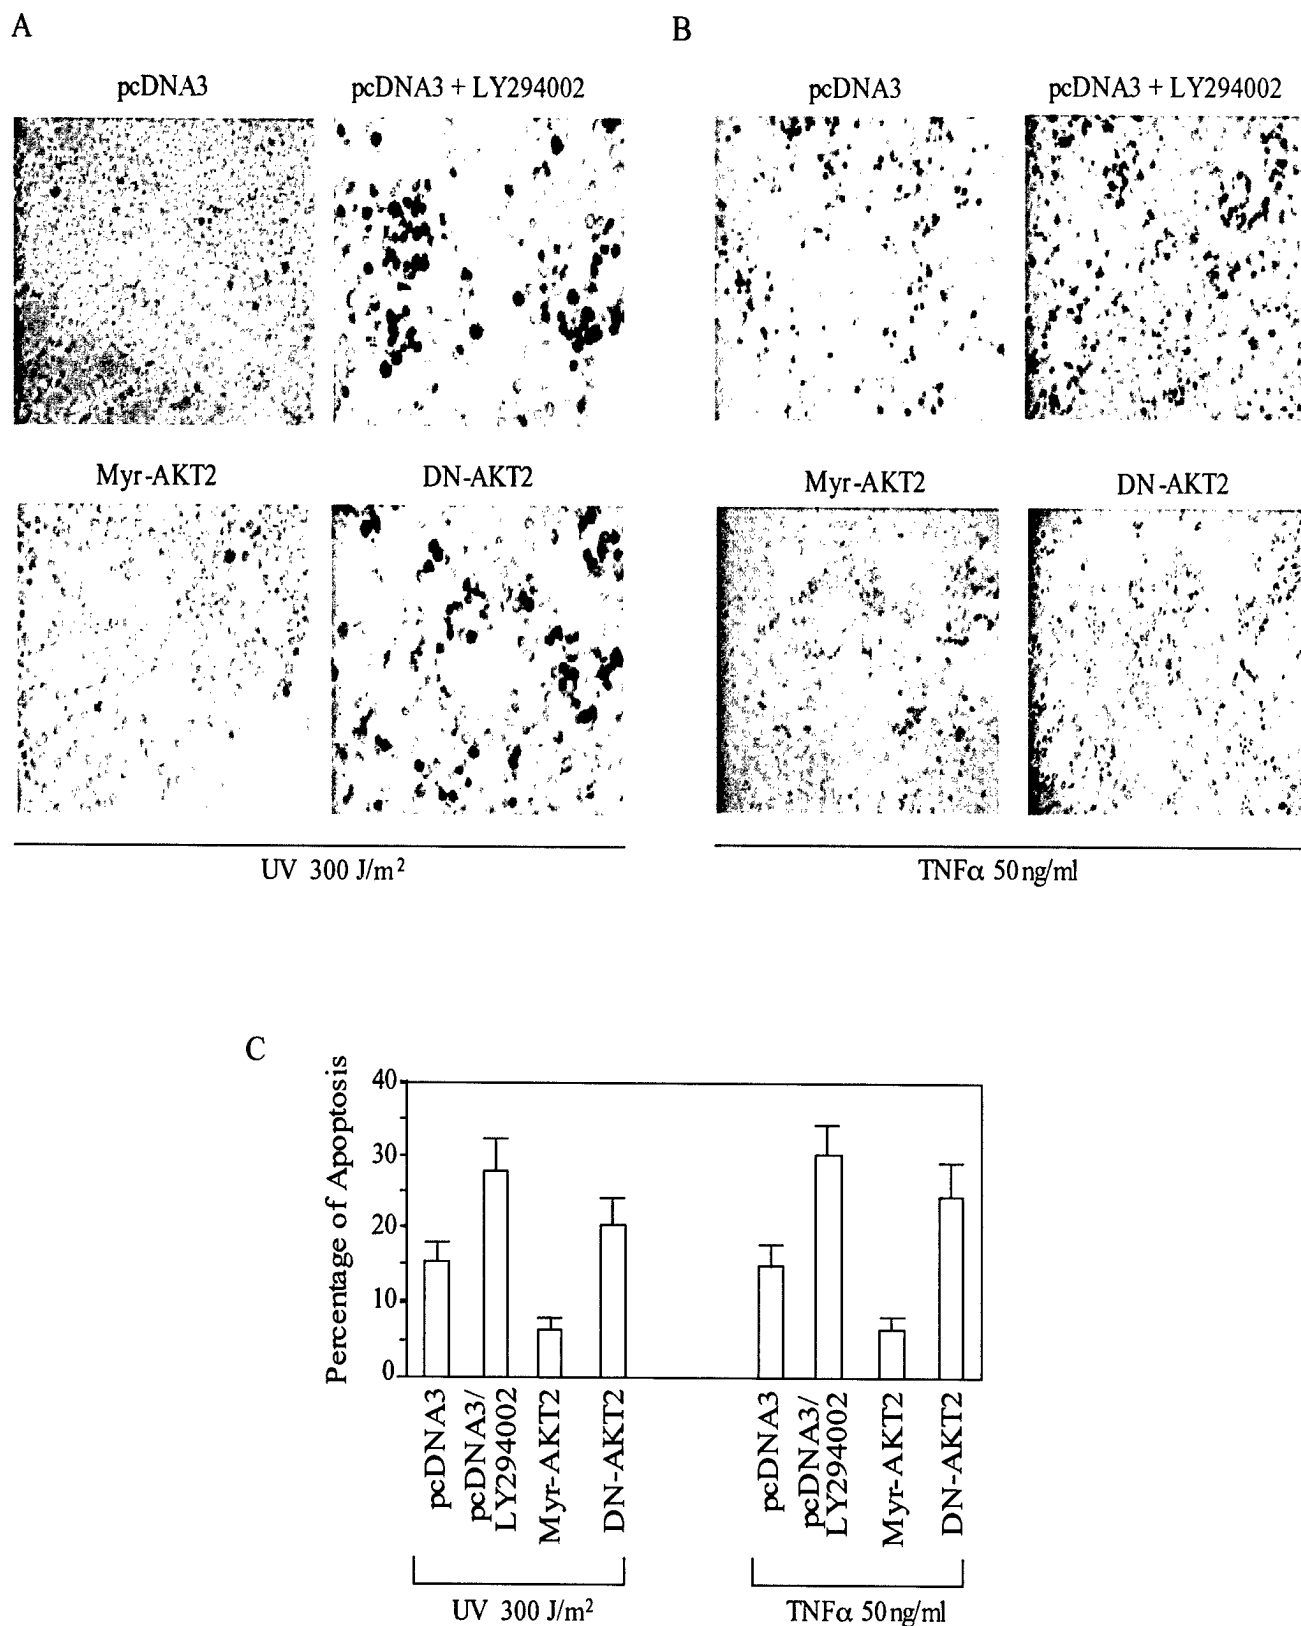 A
B
pcDNA3
pcDNA3 + LY294002
pcDNA3
pcDNA3 + LY294002
Myr-AKT2
DN-AKT2
Myr-AKT2
DN-AKT2
UV 300 J/m²
TNFα 50ng/ml
C
Percentage of Apoptosis
40
30
20
10
0
pcDNA3
pcDNA3/
LY294002
Myr-AKT2
DN-AKT2
pcDNA3
pcDNA3/
LY294002
Myr-AKT2
DN-AKT2
UV 300 J/m²
TNFα 50ng/ml